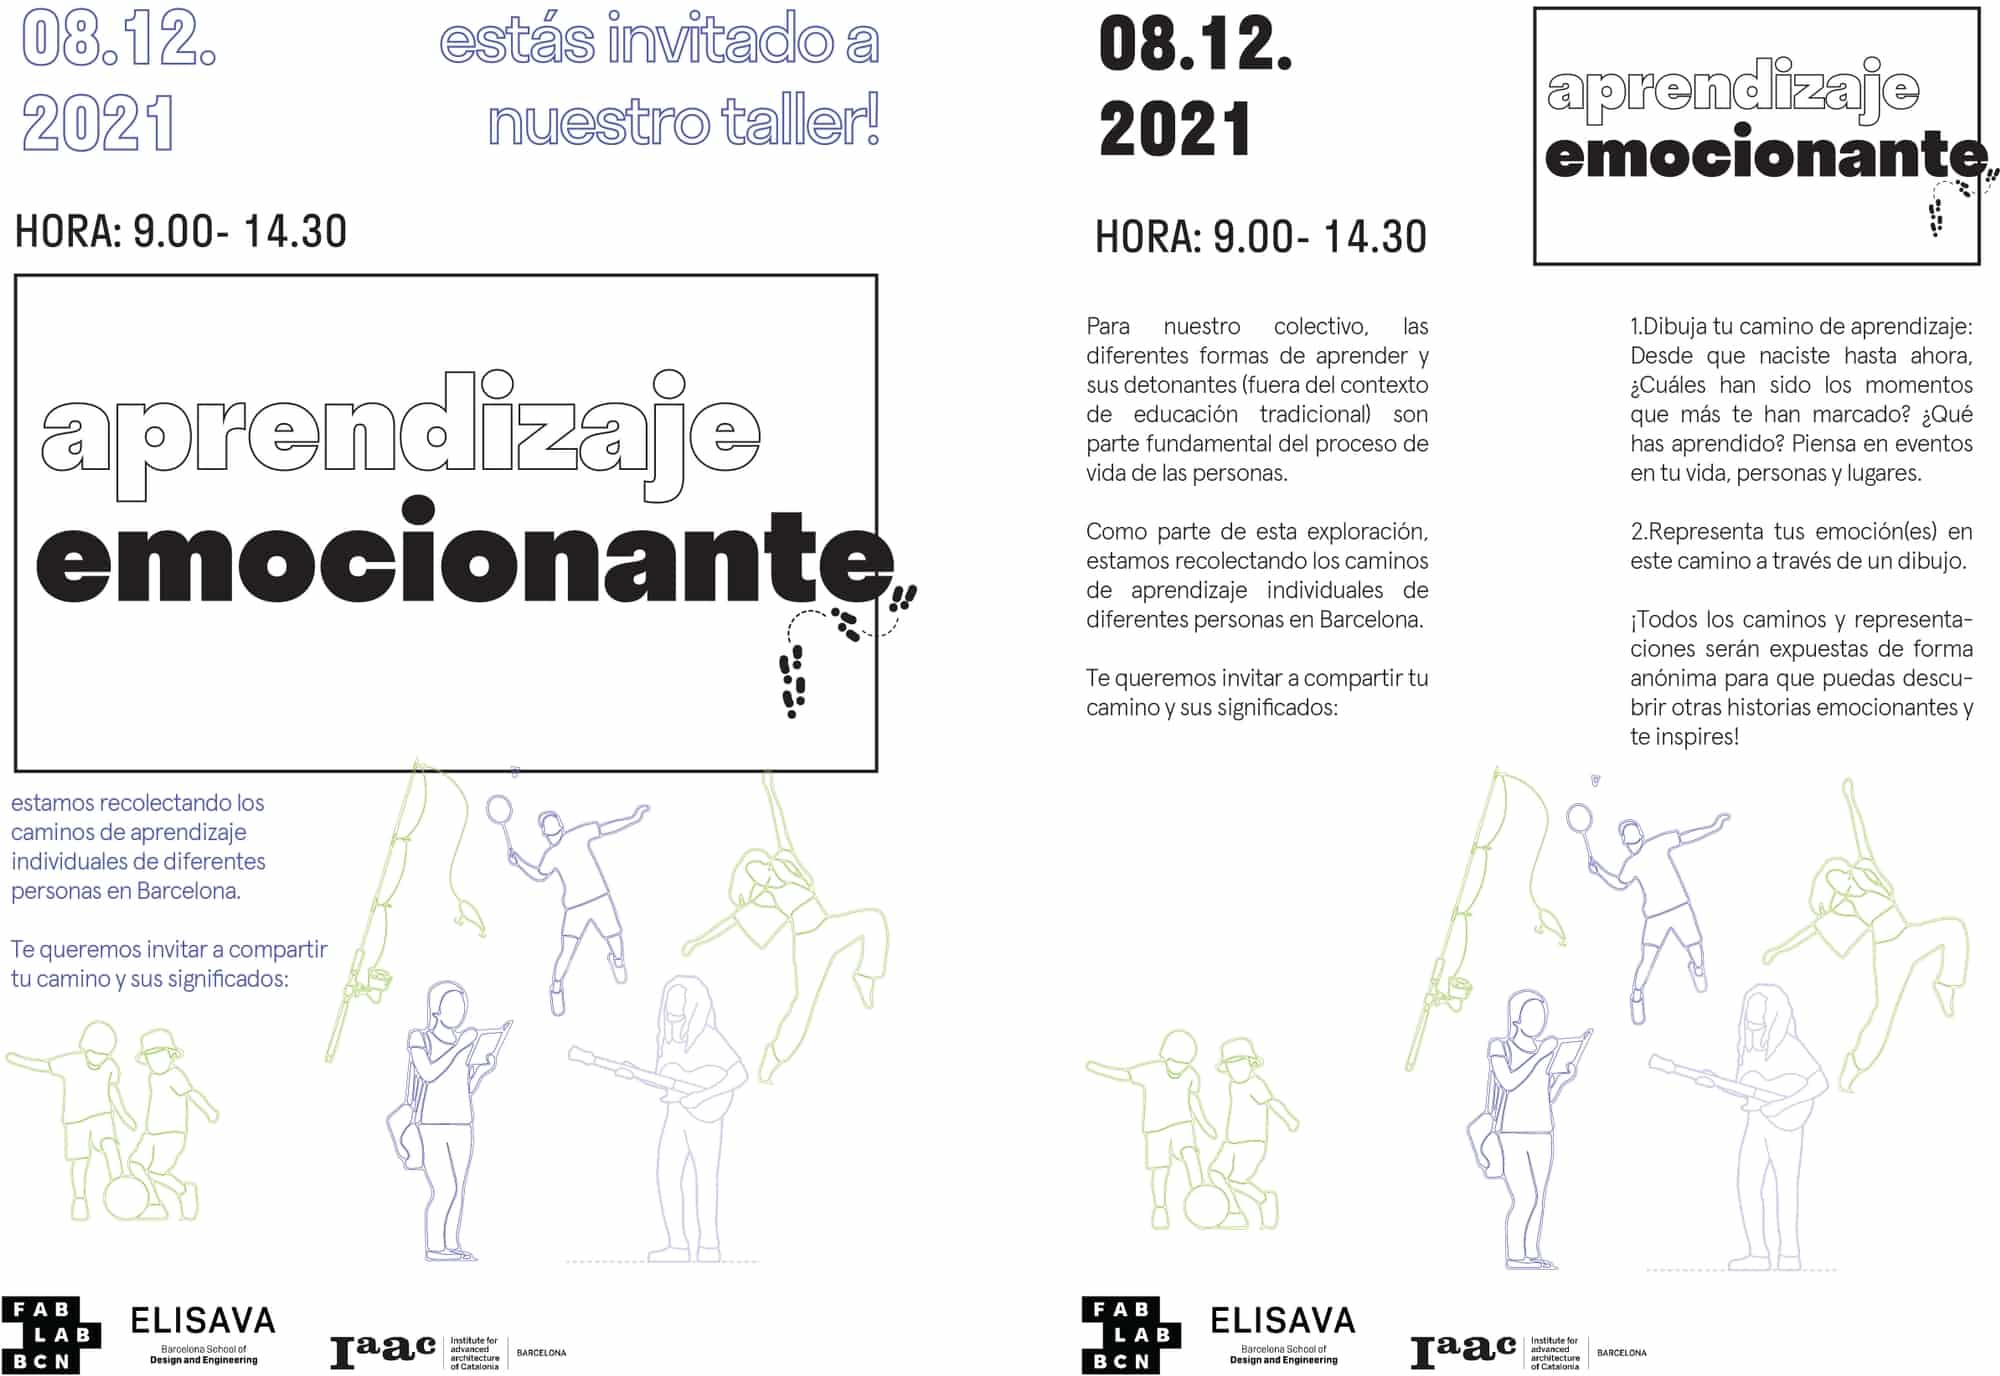 08.12.
2021
estás invitado a
nuestro taller!
HORA: 9.00- 14.30
aprendizaje
emocionante
estamos recolectando los
caminos de aprendizaje
individuales de diferentes
personas en Barcelona.
Te queremos invitar a compartir
tu camino y sus significados:
FAB
LAB
BCN
ELISAVA
Barcelona School of
Design and Engineering
Iaac
Institute for
advanced
architecture
of Catalonia
BARCELONA
08.12.
2021
HORA: 9.00- 14.30
aprendizaje
emocionante
Para nuestro colectivo, las
diferentes formas de aprender y
sus detonantes (fuera del contexto
de educación tradicional) son
parte fundamental del proceso de
vida de las personas.
Como parte de esta exploración,
estamos recolectando los caminos
de aprendizaje individuales de
diferentes personas en Barcelona.
Te queremos invitar a compartir tu
camino y sus significados:
1.Dibuja tu camino de aprendizaje:
Desde que naciste hasta ahora,
¿Cuáles han sido los momentos
que más te han marcado? ¿Qué
has aprendido? Piensa en eventos
en tu vida, personas y lugares.
2.Representa tus emoción(es) en
este camino a través de un dibujo.
¡Todos los caminos y representa-
ciones serán expuestas de forma
anónima para que puedas descu-
brir otras historias emocionantes y
te inspires!
FAB
LAB
BCN
ELISAVA
Barcelona School of
Design and Engineering
Iaac
Institute for
advanced
architecture
of Catalonia
BARCELONA